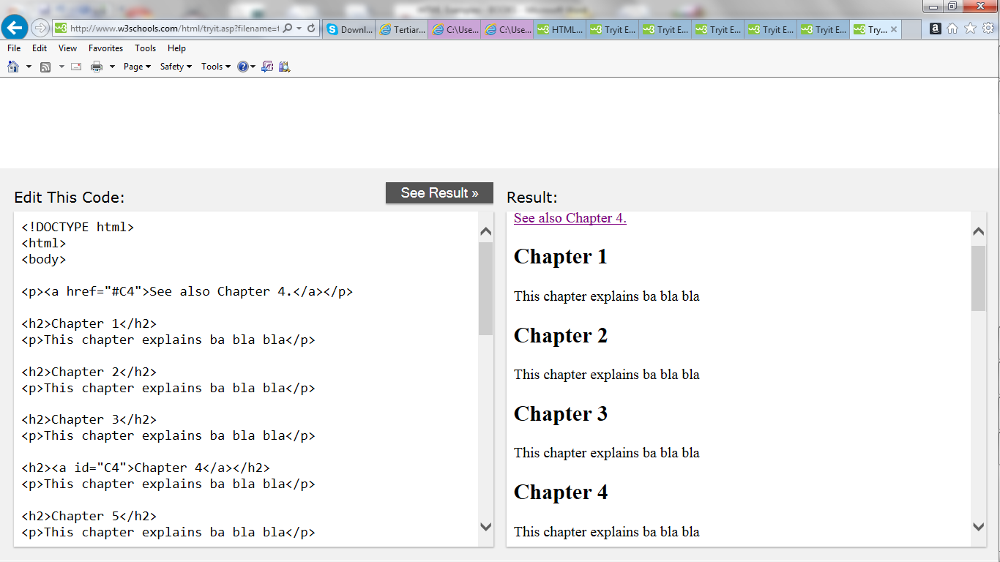 HTML Examples - BOOK1 - Microsoft Word
http://www.w3schools.com/html/tryit.asp?filename=t
Downl... Tertiar... C:\Use... C:\Use... HTML... Tryit E... Tryit E... Tryit E... Tryit E... Tryit E... Try...
File Edit View Favorites Tools Help
Page Safety Tools
Edit This Code:
See Result »
<!DOCTYPE html>
<html>
<body>
<p><a href="#C4">See also Chapter 4.</a></p>
<h2>Chapter 1</h2>
<p>This chapter explains ba bla bla</p>
<h2>Chapter 2</h2>
<p>This chapter explains ba bla bla</p>
<h2>Chapter 3</h2>
<p>This chapter explains ba bla bla</p>
<h2><a id="C4">Chapter 4</a></h2>
<p>This chapter explains ba bla bla</p>
<h2>Chapter 5</h2>
<p>This chapter explains ba bla bla</p>
Result:
See also Chapter 4.
Chapter 1
This chapter explains ba bla bla
Chapter 2
This chapter explains ba bla bla
Chapter 3
This chapter explains ba bla bla
Chapter 4
This chapter explains ba bla bla